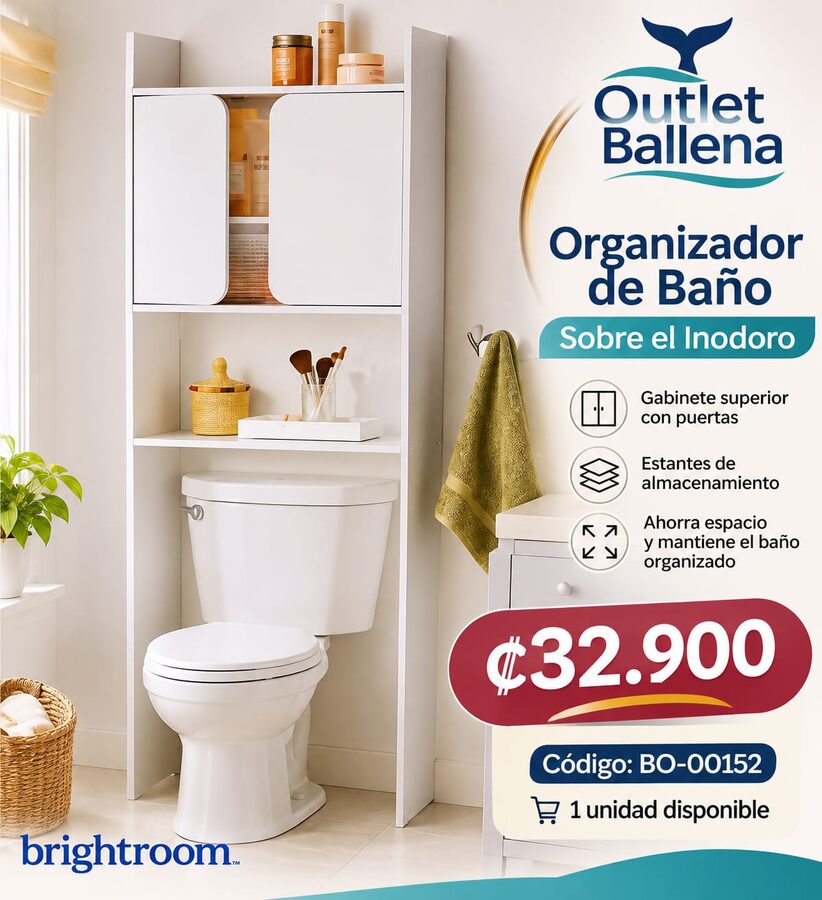 Outlet
Ballena
Organizador
de Baño
Sobre el Inodoro
Gabinete superior
con puertas
Estantes de
almacenamiento
Ahorra espacio
y mantiene el baño
organizado
₡32.900
Código: BO-00152
1 unidad disponible
brightroom™